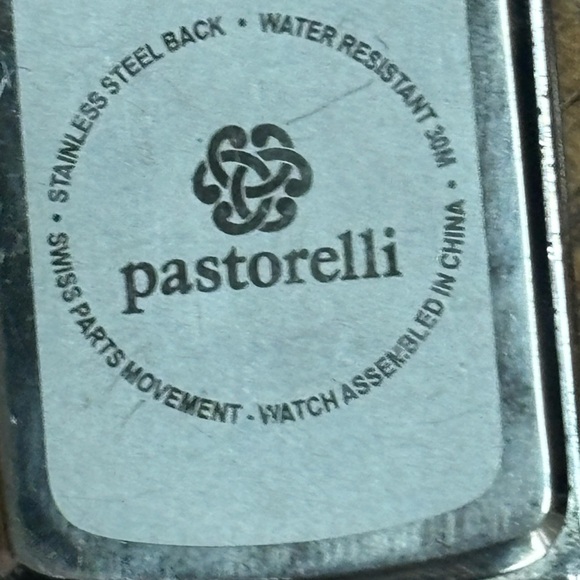 STAINLESS STEEL BACK • WATER RESISTANT 30M •
pastorelli
SWISS PARTS MOVEMENT - WATCH ASSEMBLED IN CHINA